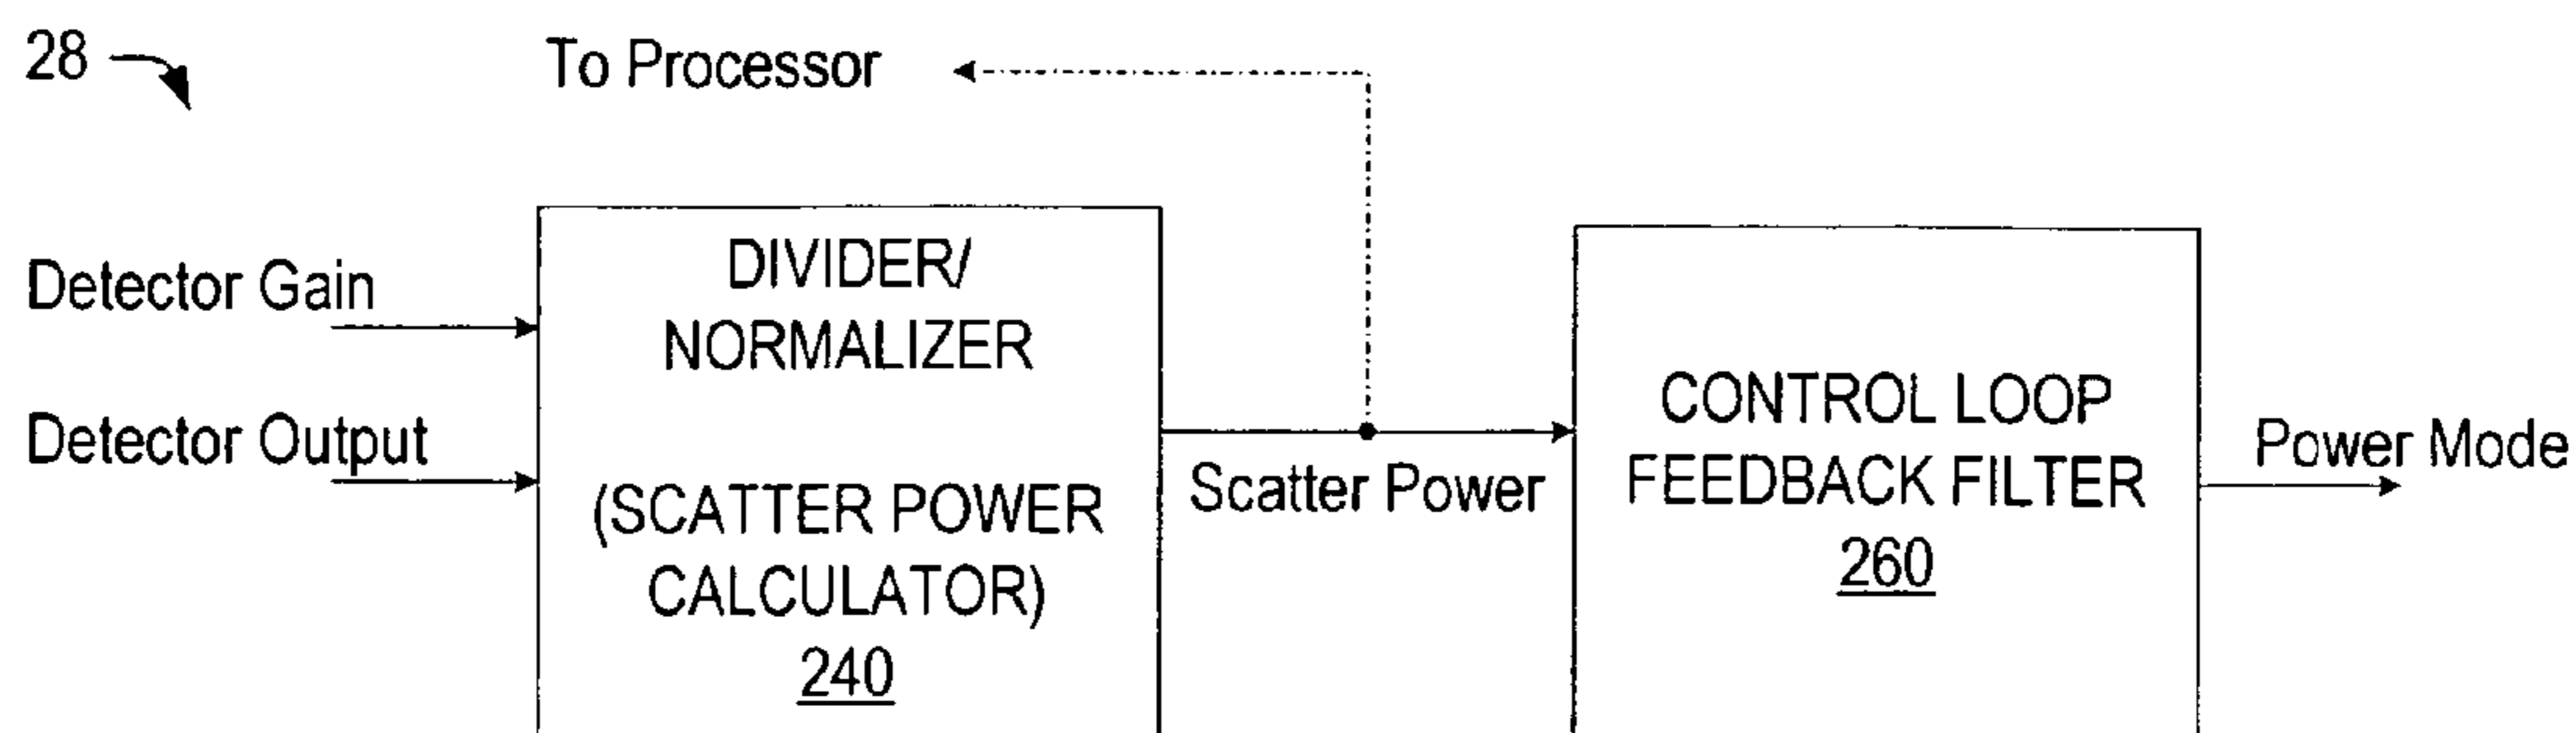 28
To Processor
Detector Gain
Detector Output
DIVIDER/
NORMALIZER
(SCATTER POWER
CALCULATOR)
240
Scatter Power
CONTROL LOOP
FEEDBACK FILTER
260
Power Mode